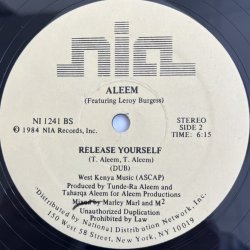 nia
ALEEM
(Featuring Leroy Burgess)
NI 1241 BS
℗ 1984 NIA Records, Inc.
STEREO
SIDE 2
TIME: 6:15
RELEASE YOURSELF
(T. Aleem, T. Aleem)
(DUB)
West Kenya Music (ASCAP)
Produced by Tunde-Ra Aleem and
Taharqa Aleem for Aleem Productions
Mixed by Marley Marl and M²
Unauthorized Duplication
Prohibited by Law
Distributed by National Distribution Network, Inc.
150 West 58 Street, New York, N.Y. 10019